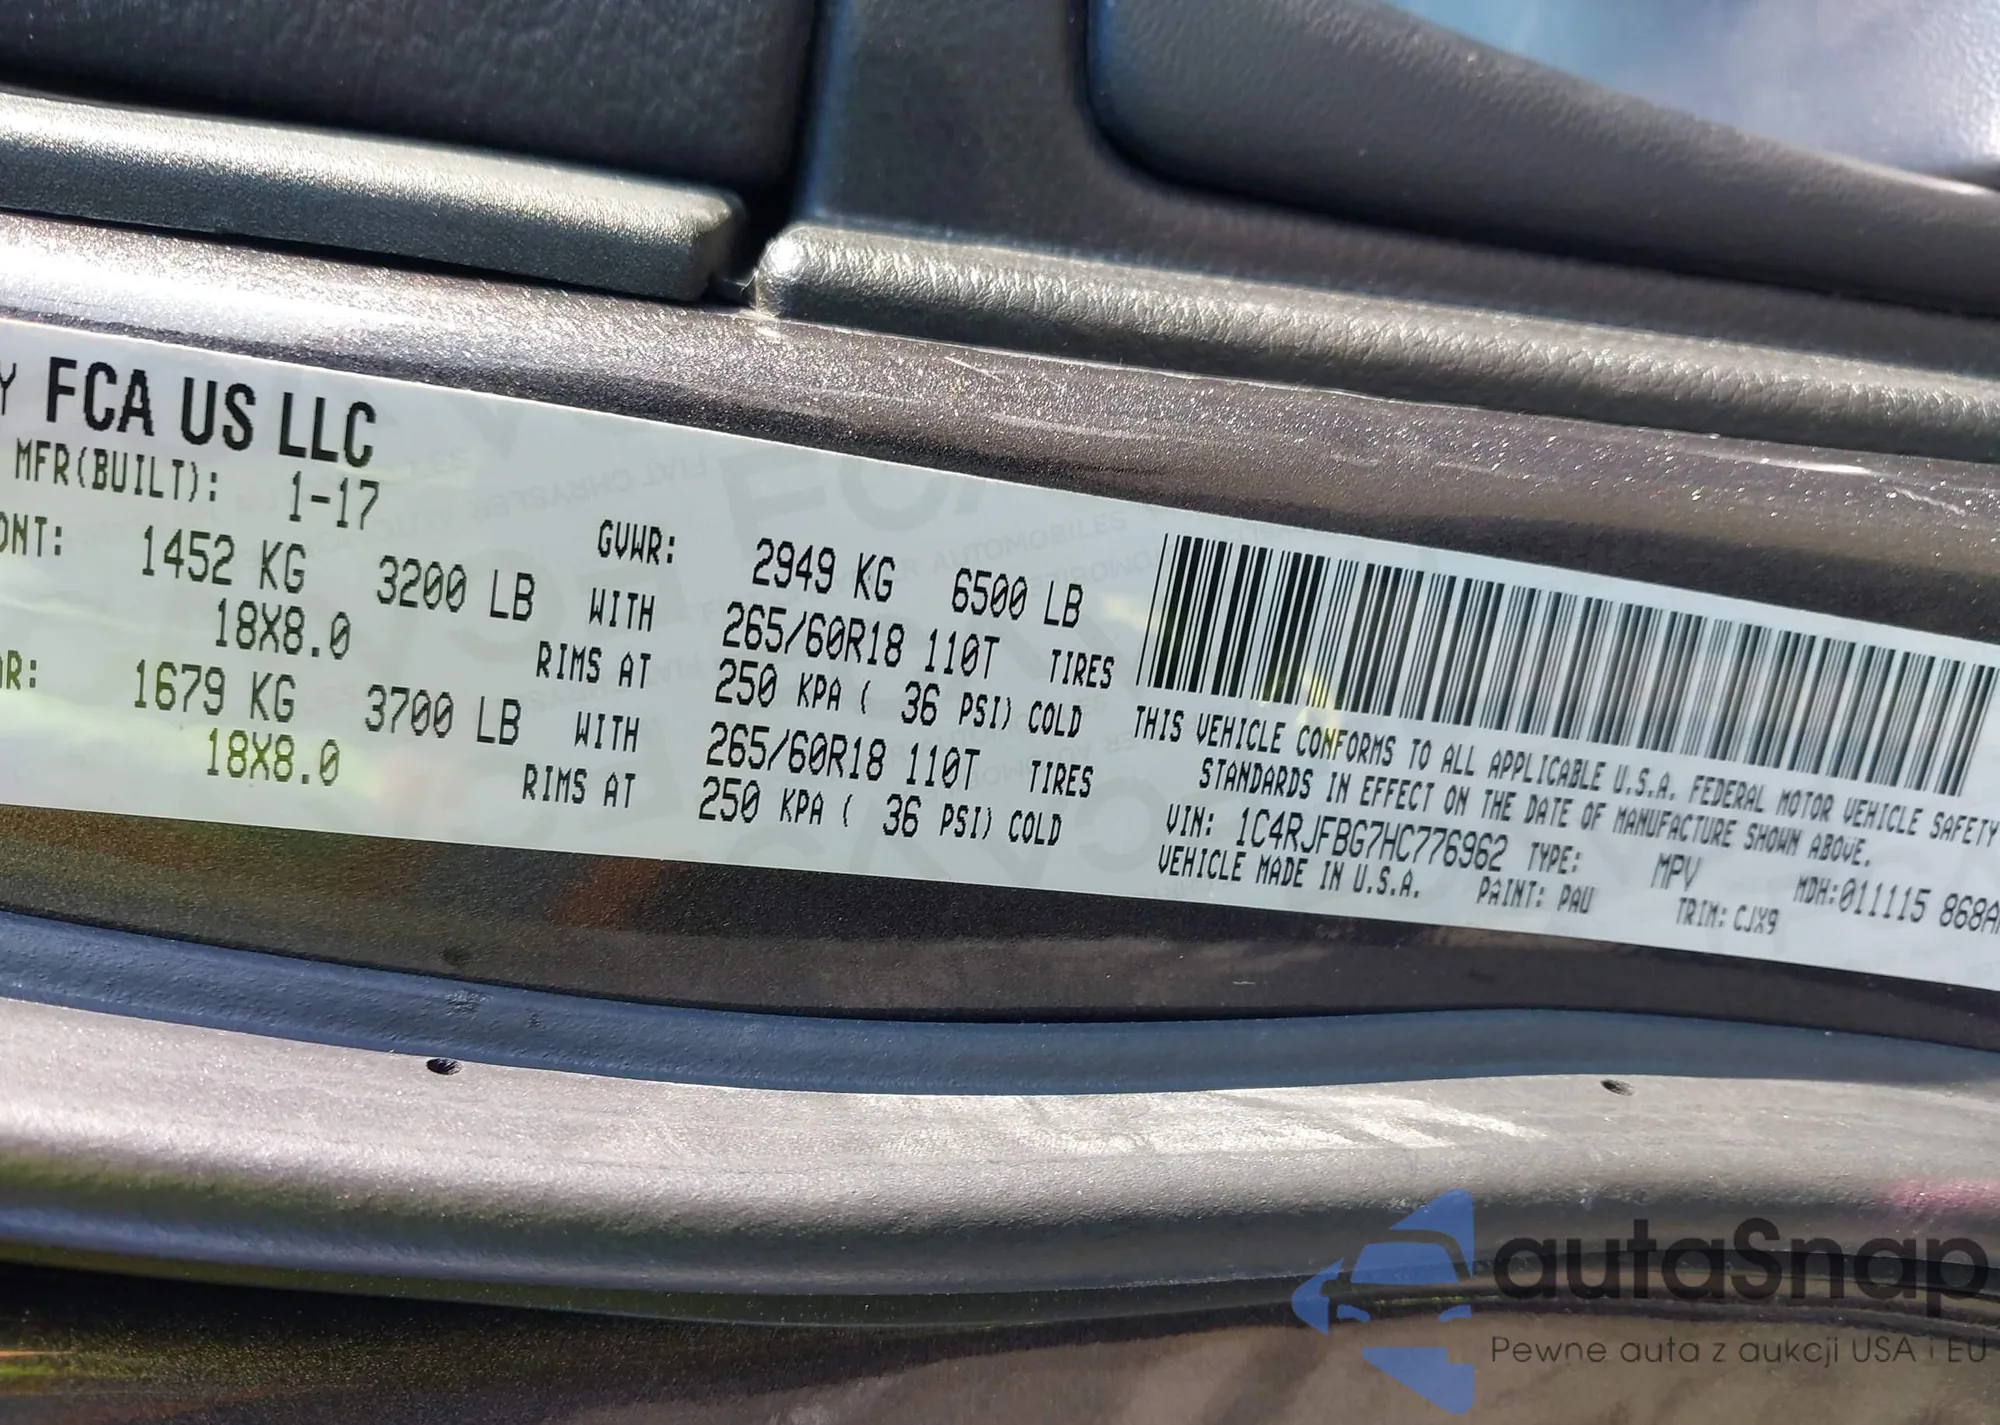 Y FCA US LLC
MFR(BUILT): 1-17
GVWR: 2949 KG 6500 LB
ONT: 1452 KG 3200 LB WITH 265/60R18 110T TIRES
18X8.0 RIMS AT 250 KPA ( 36 PSI) COLD
AR: 1679 KG 3700 LB WITH 265/60R18 110T TIRES
18X8.0 RIMS AT 250 KPA ( 36 PSI) COLD
THIS VEHICLE CONFORMS TO ALL APPLICABLE U.S.A. FEDERAL MOTOR VEHICLE SAFETY
STANDARDS IN EFFECT ON THE DATE OF MANUFACTURE SHOWN ABOVE.
VIN: 1C4RJFBG7HC776962 TYPE: MPV MDH:011115 868A
VEHICLE MADE IN U.S.A. PAINT: PAU TRIM: CJX9
autaSnap
Pewne auta z aukcji USA i EU